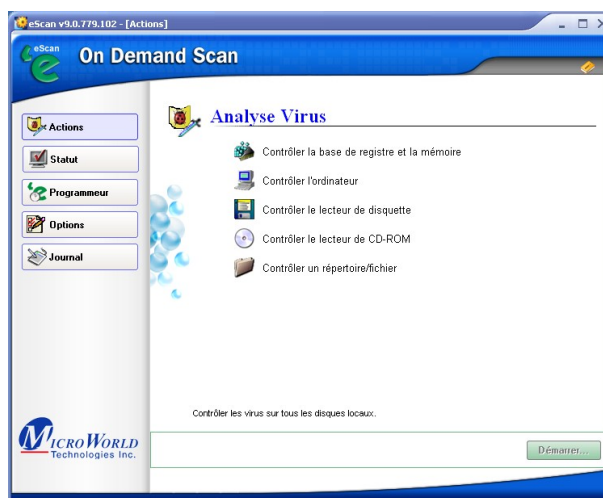 eScan v9.0.779.102 - [Actions]
eScan
On Demand Scan
Actions
Statut
Programmeur
Options
Journal
Analyse Virus
Contrôler la base de registre et la mémoire
Contrôler l'ordinateur
Contrôler le lecteur de disquette
Contrôler le lecteur de CD-ROM
Contrôler un répertoire/fichier
Contrôler les virus sur tous les disques locaux.
MICROWORLD
Technologies Inc.
Démarrer...